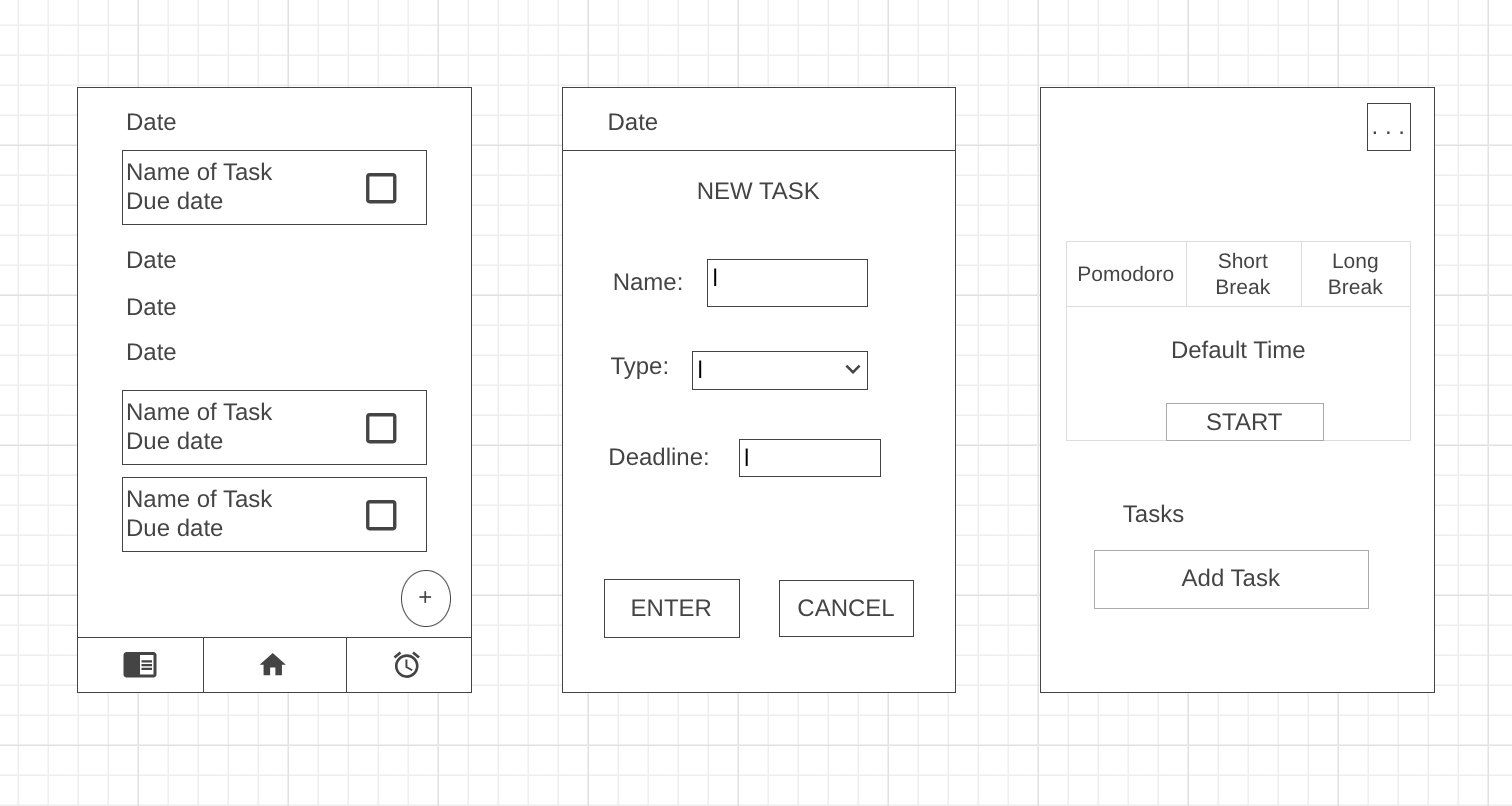 Date
Name of Task
Due date
Date
Date
Date
Name of Task
Due date
Name of Task
Due date
+
Date
NEW TASK
Name:
Type:
Deadline:
ENTER
CANCEL
. . .
Pomodoro
Short
Break
Long
Break
Default Time
START
Tasks
Add Task